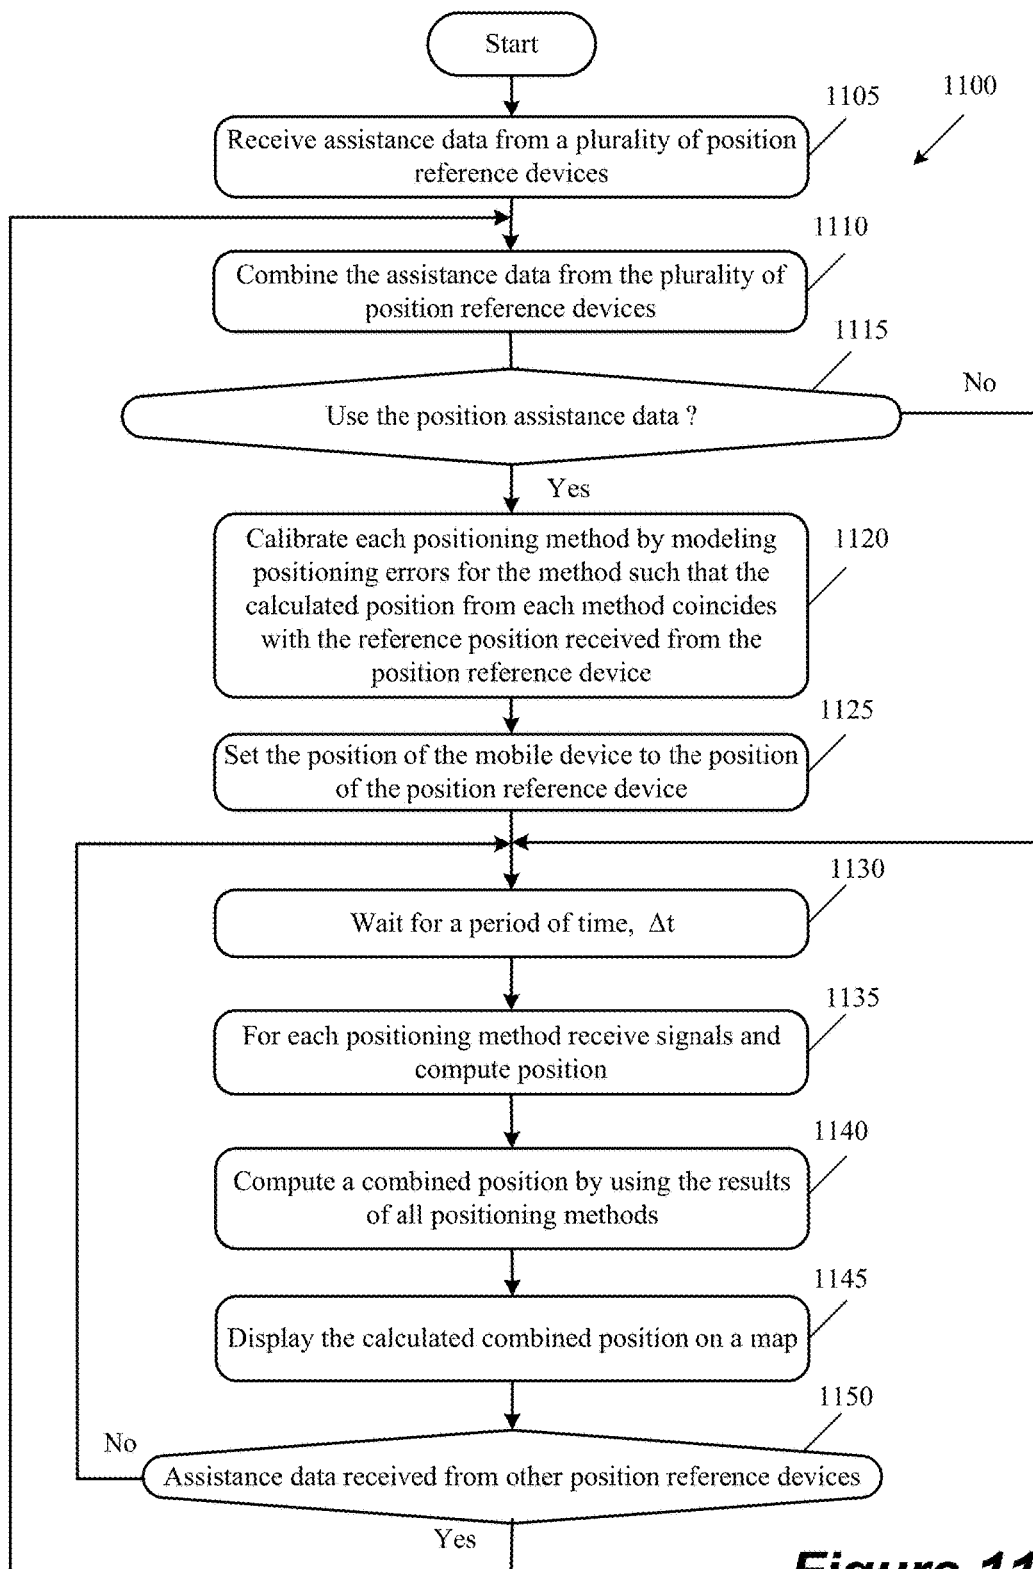 Start
1100
1105
Receive assistance data from a plurality of position
reference devices
1110
Combine the assistance data from the plurality of
position reference devices
1115
No
Use the position assistance data ?
Yes
1120
Calibrate each positioning method by modeling
positioning errors for the method such that the
calculated position from each method coincides
with the reference position received from the
position reference device
1125
Set the position of the mobile device to the position
of the position reference device
1130
Wait for a period of time, Δt
1135
For each positioning method receive signals and
compute position
1140
Compute a combined position by using the results
of all positioning methods
1145
Display the calculated combined position on a map
1150
No
Assistance data received from other position reference devices
Yes
Figure 11